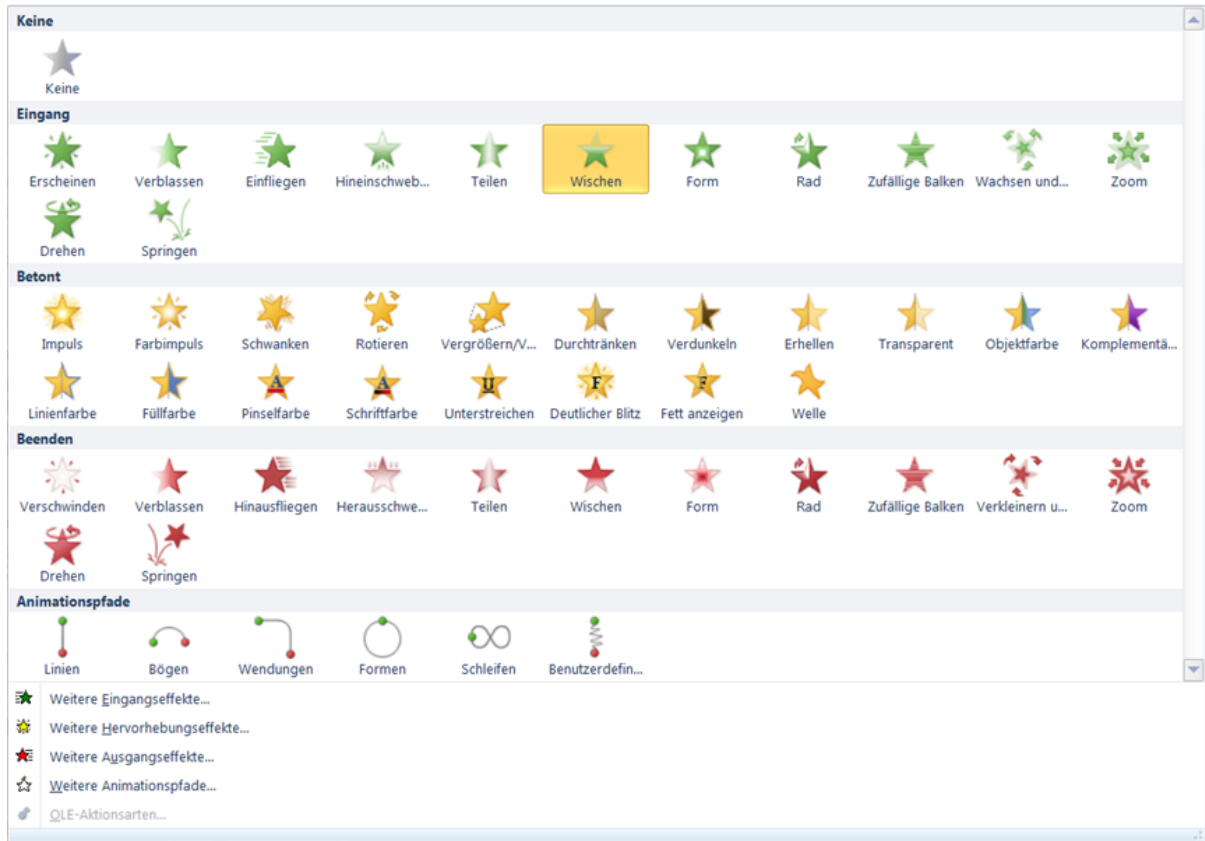 Keine
Keine
Eingang
Erscheinen Verblassen Einfliegen Hineinschweb... Teilen Wischen Form Rad Zufällige Balken Wachsen und... Zoom
Drehen Springen
Betont
Impuls Farbimpuls Schwanken Rotieren Vergrößern/V... Durchtränken Verdunkeln Erhellen Transparent Objektfarbe Komplementä...
Linienfarbe Füllfarbe Pinselfarbe Schriftfarbe Unterstreichen Deutlicher Blitz Fett anzeigen Welle
Beenden
Verschwinden Verblassen Hinausfliegen Herausschwe... Teilen Wischen Form Rad Zufällige Balken Verkleinern u... Zoom
Drehen Springen
Animationspfade
Linien Bögen Wendungen Formen Schleifen Benutzerdefin...
Weitere Eingangseffekte...
Weitere Hervorhebungseffekte...
Weitere Ausgangseffekte...
Weitere Animationspfade...
OLE-Aktionsarten...